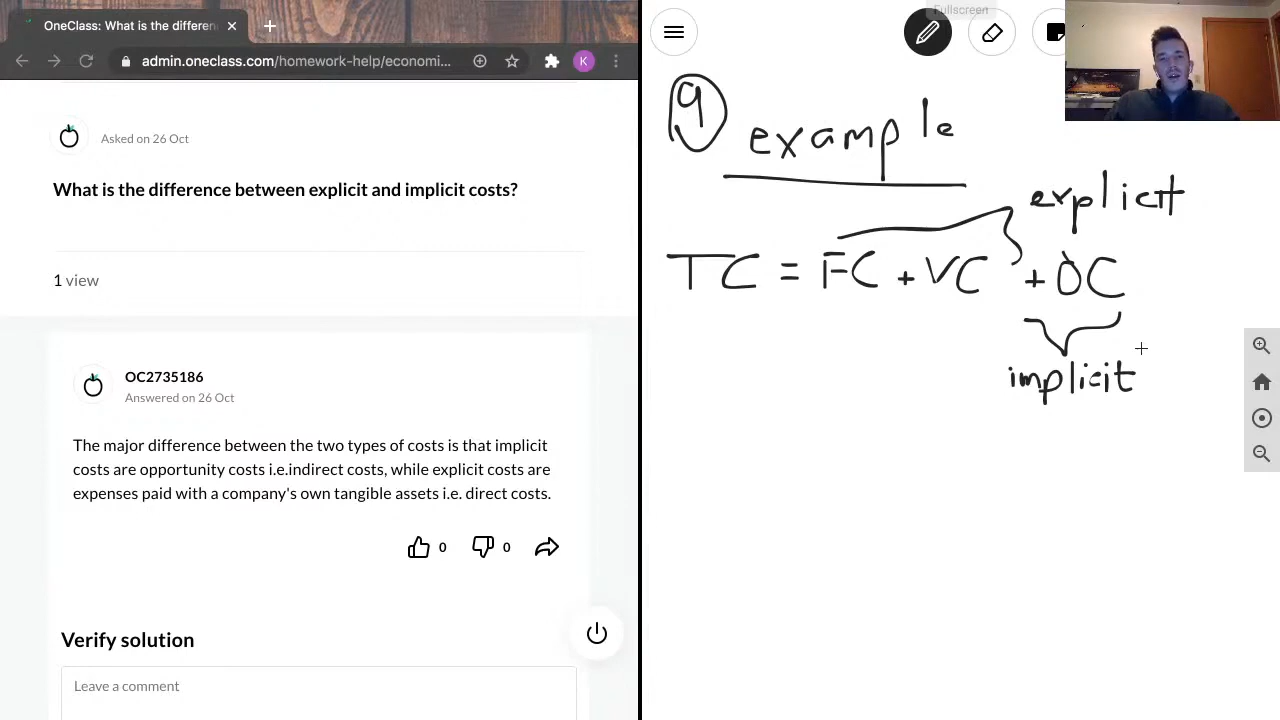 OneClass: What is the differen
admin.oneclass.com/homework-help/economi...
K
Asked on 26 Oct
What is the difference between explicit and implicit costs?
1 view
OC2735186
Answered on 26 Oct
The major difference between the two types of costs is that implicit
costs are opportunity costs i.e.indirect costs, while explicit costs are
expenses paid with a company's own tangible assets i.e. direct costs.
0
0
Verify solution
Leave a comment
Fullscreen
9
example
explicit
TC = FC + VC + OC
implicit